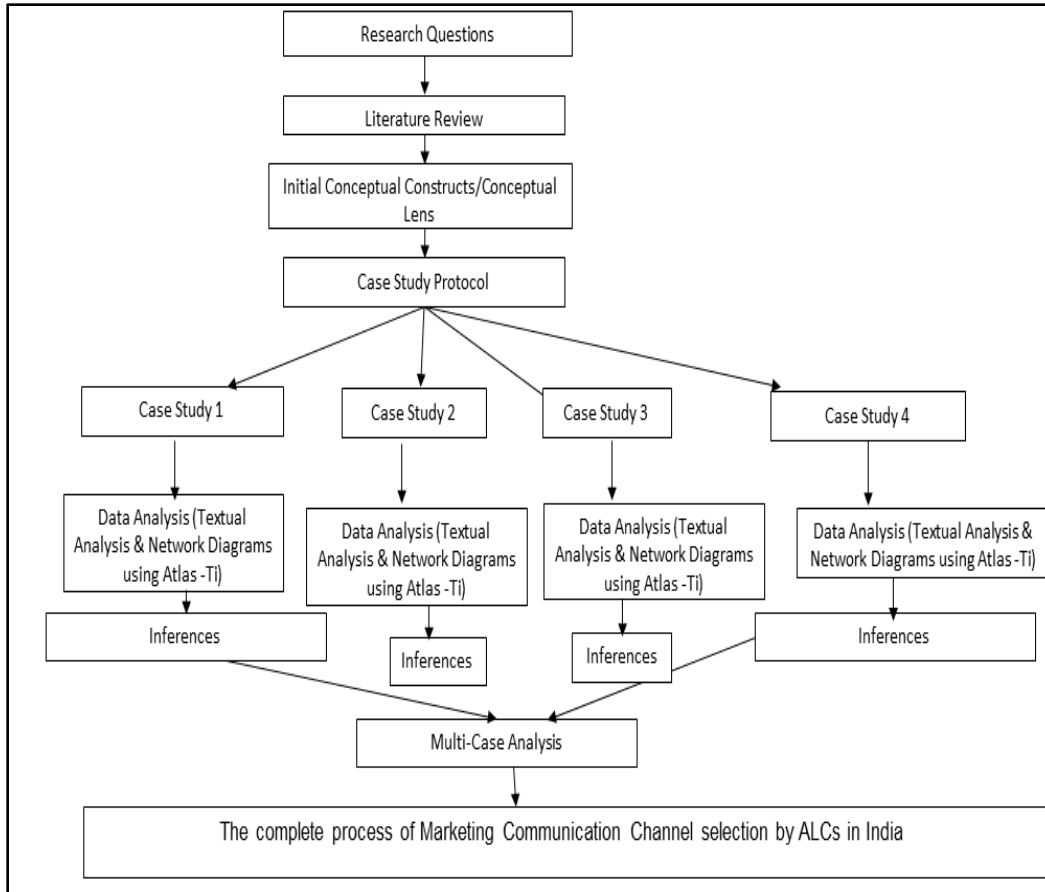 Research Questions
Literature Review
Initial Conceptual Constructs/Conceptual
Lens
Case Study Protocol
Case Study 1
Case Study 2
Case Study 3
Case Study 4
Data Analysis (Textual
Analysis & Network Diagrams
using Atlas -Ti)
Data Analysis (Textual
Analysis & Network Diagrams
using Atlas -Ti)
Data Analysis (Textual
Analysis & Network Diagrams
using Atlas -Ti)
Data Analysis (Textual Analysis &
Network Diagrams using Atlas -Ti)
Inferences
Inferences
Inferences
Inferences
Multi-Case Analysis
The complete process of Marketing Communication Channel selection by ALCs in India